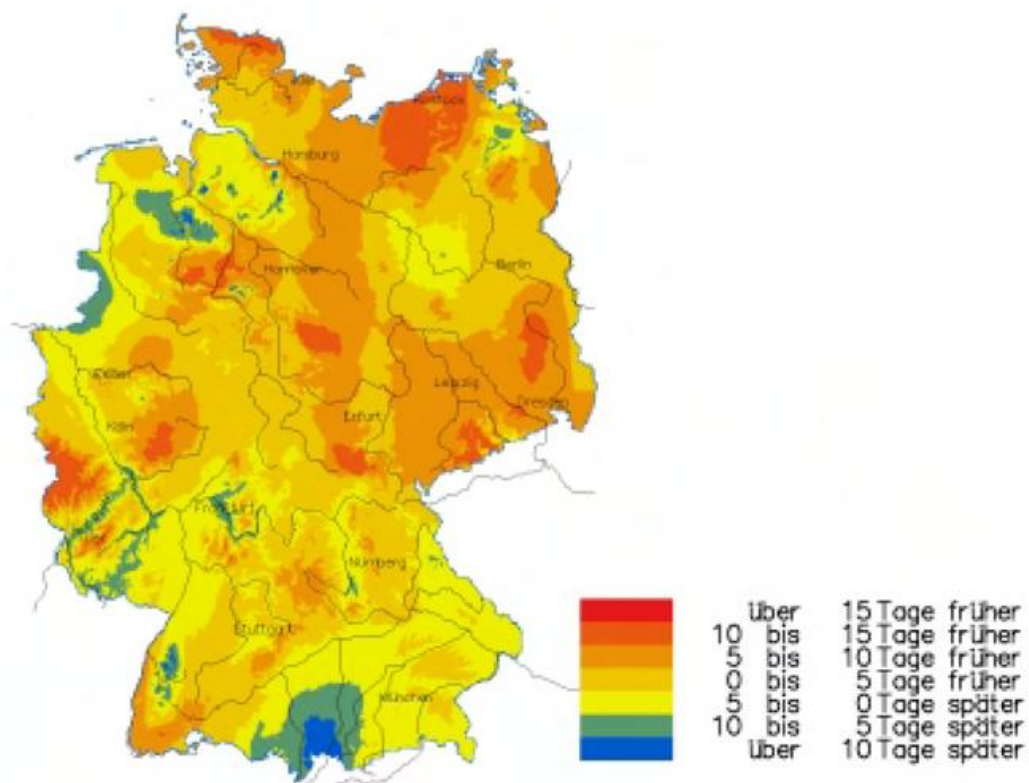 Kiel
Rostock
Hamburg
Hannover
Berlin
Essen
Leipzig
Köln
Erfurt
Dresden
Frankfurt
Nürnberg
Stuttgart
München
über 15 Tage früher
10 bis 15 Tage früher
5 bis 10 Tage früher
0 bis 5 Tage früher
5 bis 0 Tage später
10 bis 5 Tage später
über 10 Tage später